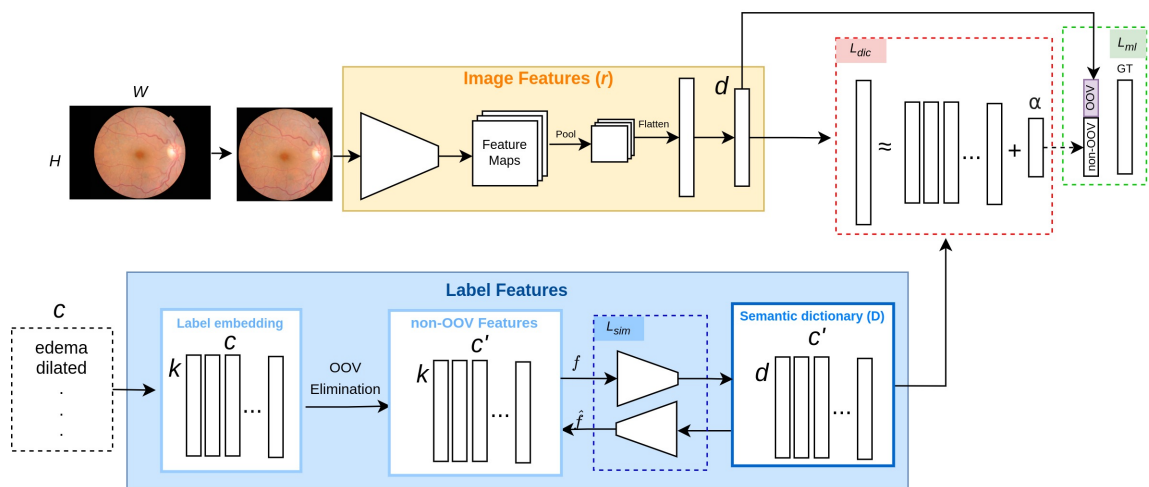 W
H
Image Features (r)
Feature
Maps
Pool
Flatten
d
L_dic
≈
...
+
α
L_ml
GT
OOV
non-OOV
Label Features
c
edema
dilated
.
.
.
Label embedding
c
k
...
OOV
Elimination
non-OOV Features
c'
k
...
f
f̂
L_sim
Semantic dictionary (D)
c'
d
...